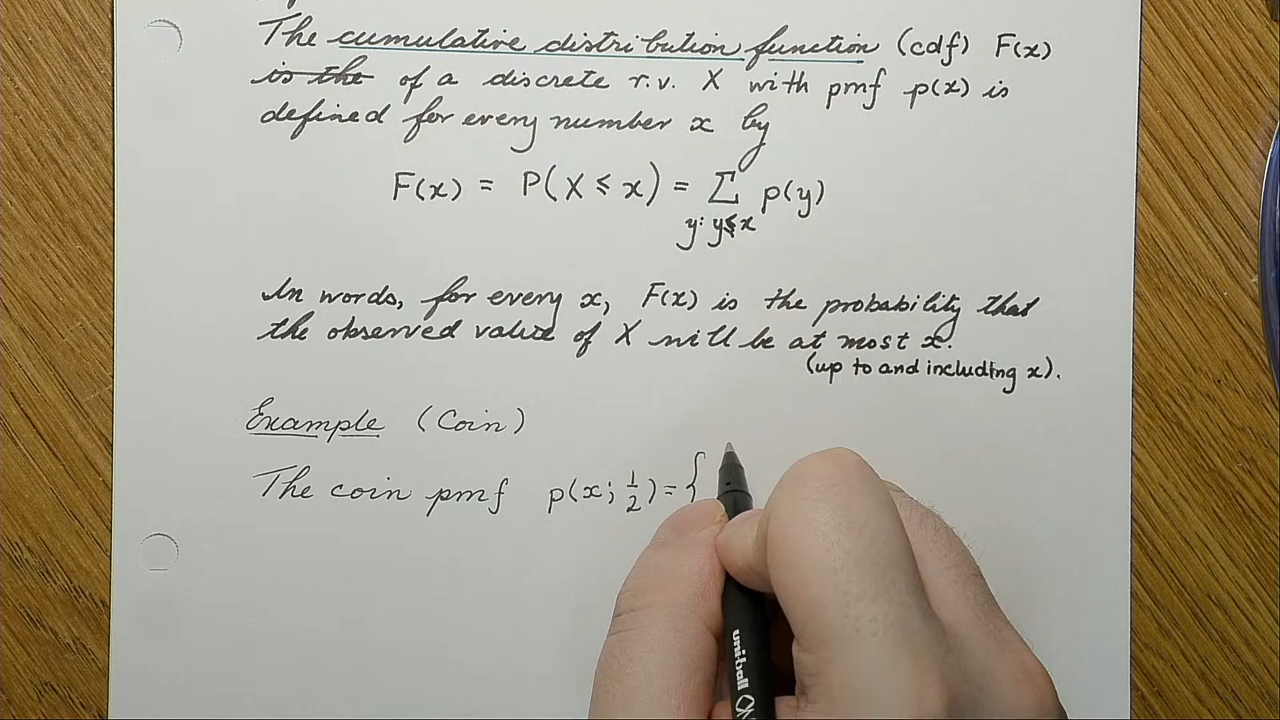 The cumulative distribution function (cdf) F(x)
is the of a discrete r.v. X with pmf p(x) is
defined for every number x by
F(x) = P(X ≤ x) = Σ p(y)
y: y≤x
In words, for every x, F(x) is the probability that
the observed value of X will be at most x.
(up to and including x).
Example (Coin)
The coin pmf p(x; 1/2) = {
uniball